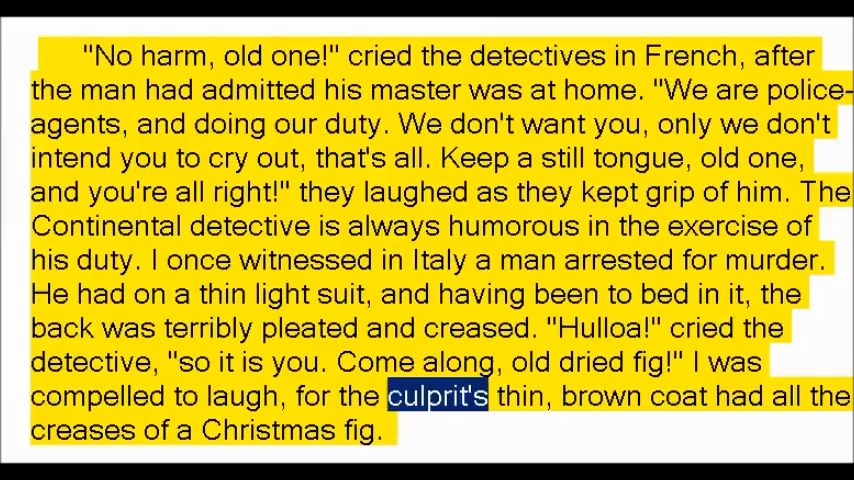 "No harm, old one!" cried the detectives in French, after
the man had admitted his master was at home. "We are police-
agents, and doing our duty. We don't want you, only we don't
intend you to cry out, that's all. Keep a still tongue, old one,
and you're all right!" they laughed as they kept grip of him. The
Continental detective is always humorous in the exercise of
his duty. I once witnessed in Italy a man arrested for murder.
He had on a thin light suit, and having been to bed in it, the
back was terribly pleated and creased. "Hulloa!" cried the
detective, "so it is you. Come along, old dried fig!" I was
compelled to laugh, for the culprit's thin, brown coat had all the
creases of a Christmas fig.